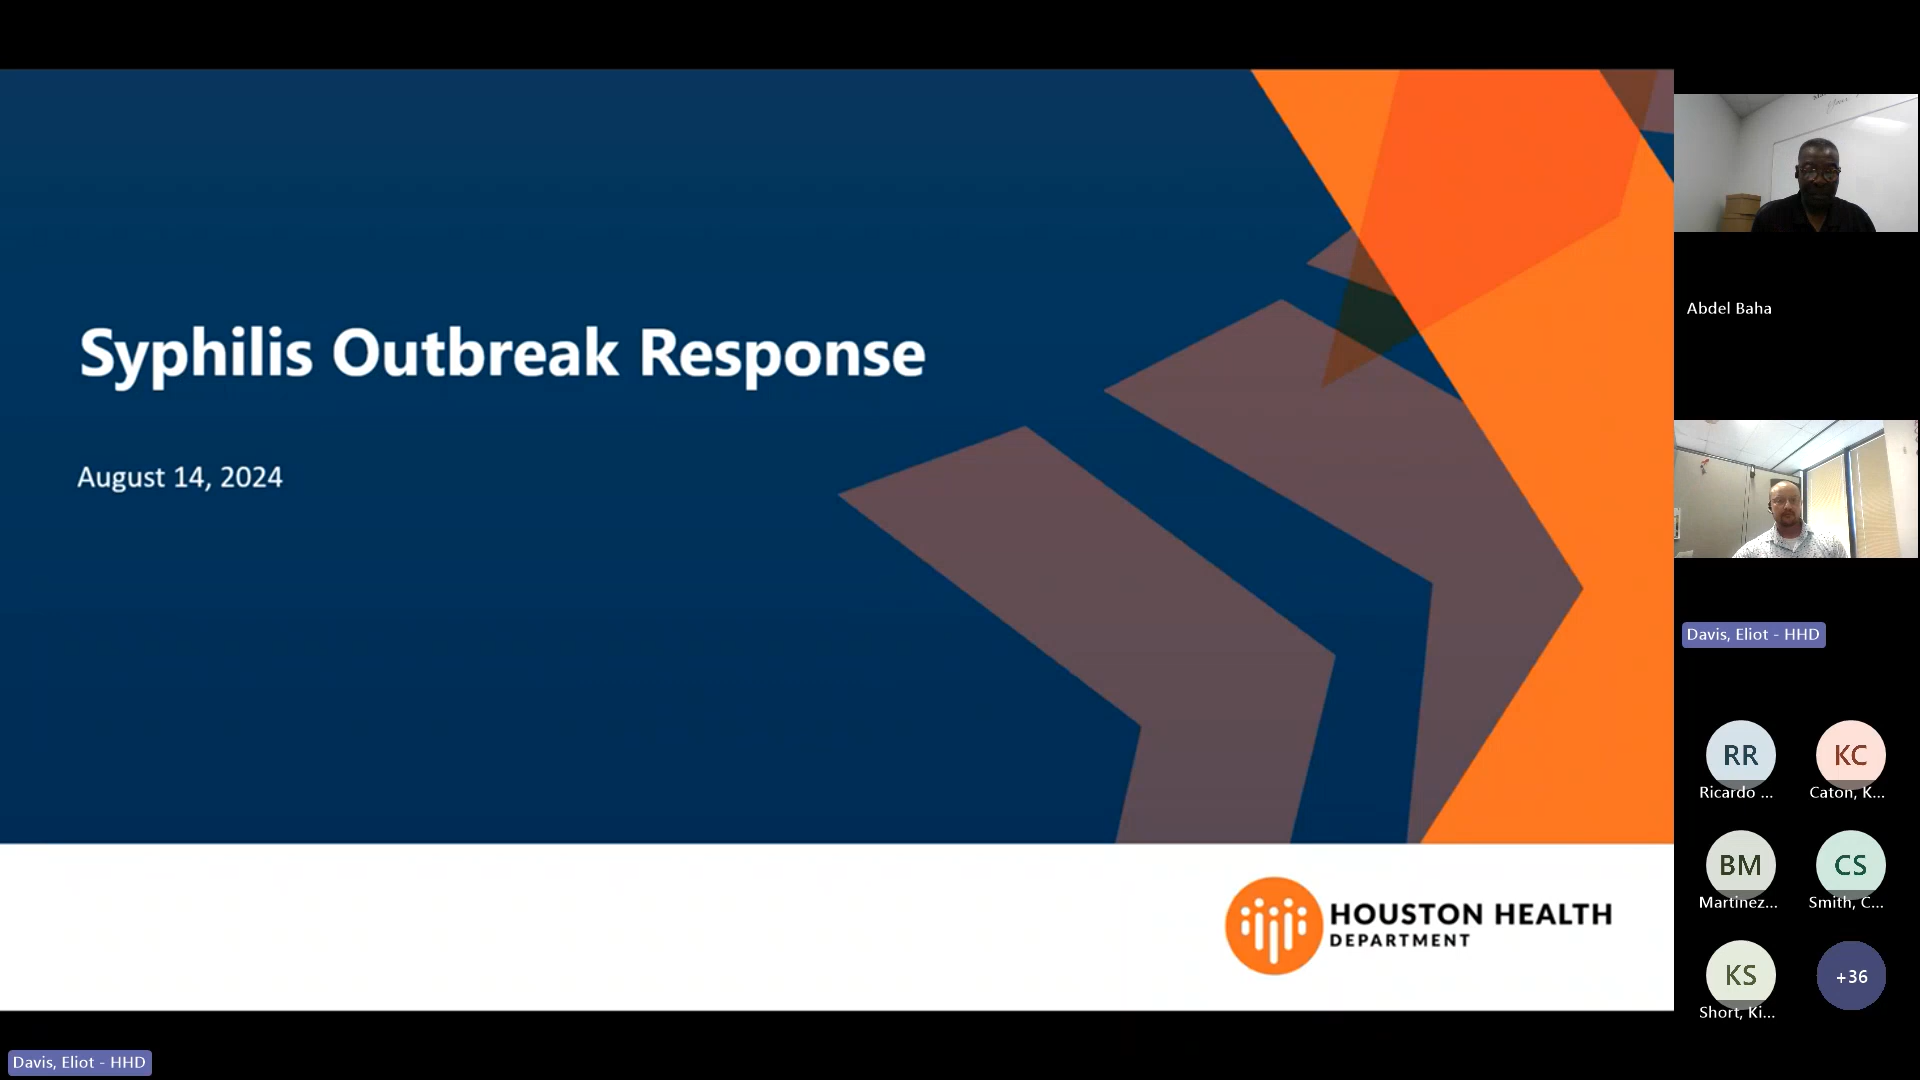 Syphilis Outbreak Response
August 14, 2024
HOUSTON HEALTH
DEPARTMENT
Abdel Baha
Davis, Eliot - HHD
RR
Ricardo ...
KC
Caton, K...
BM
Martinez...
CS
Smith, C...
KS
Short, Ki...
+36
Davis, Eliot - HHD